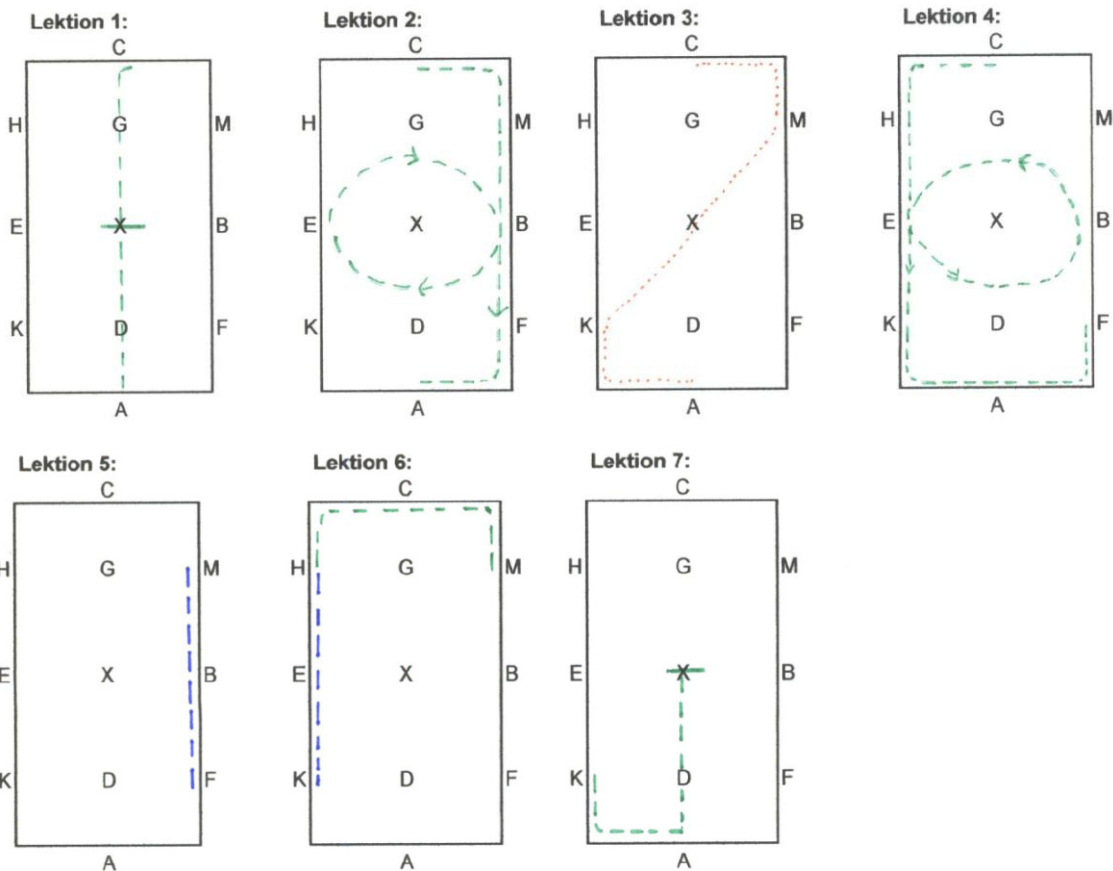 Lektion 1: Lektion 2: Lektion 3: Lektion 4:
C C C C
H G M H G M H G M H G M
E X B E X B E X B E X B
K D F K D F K D F K D F
A A A A
Lektion 5: Lektion 6: Lektion 7:
C C C
H G M H G M H G M
E X B E X B E X B
K D F K D F K D F
A A A